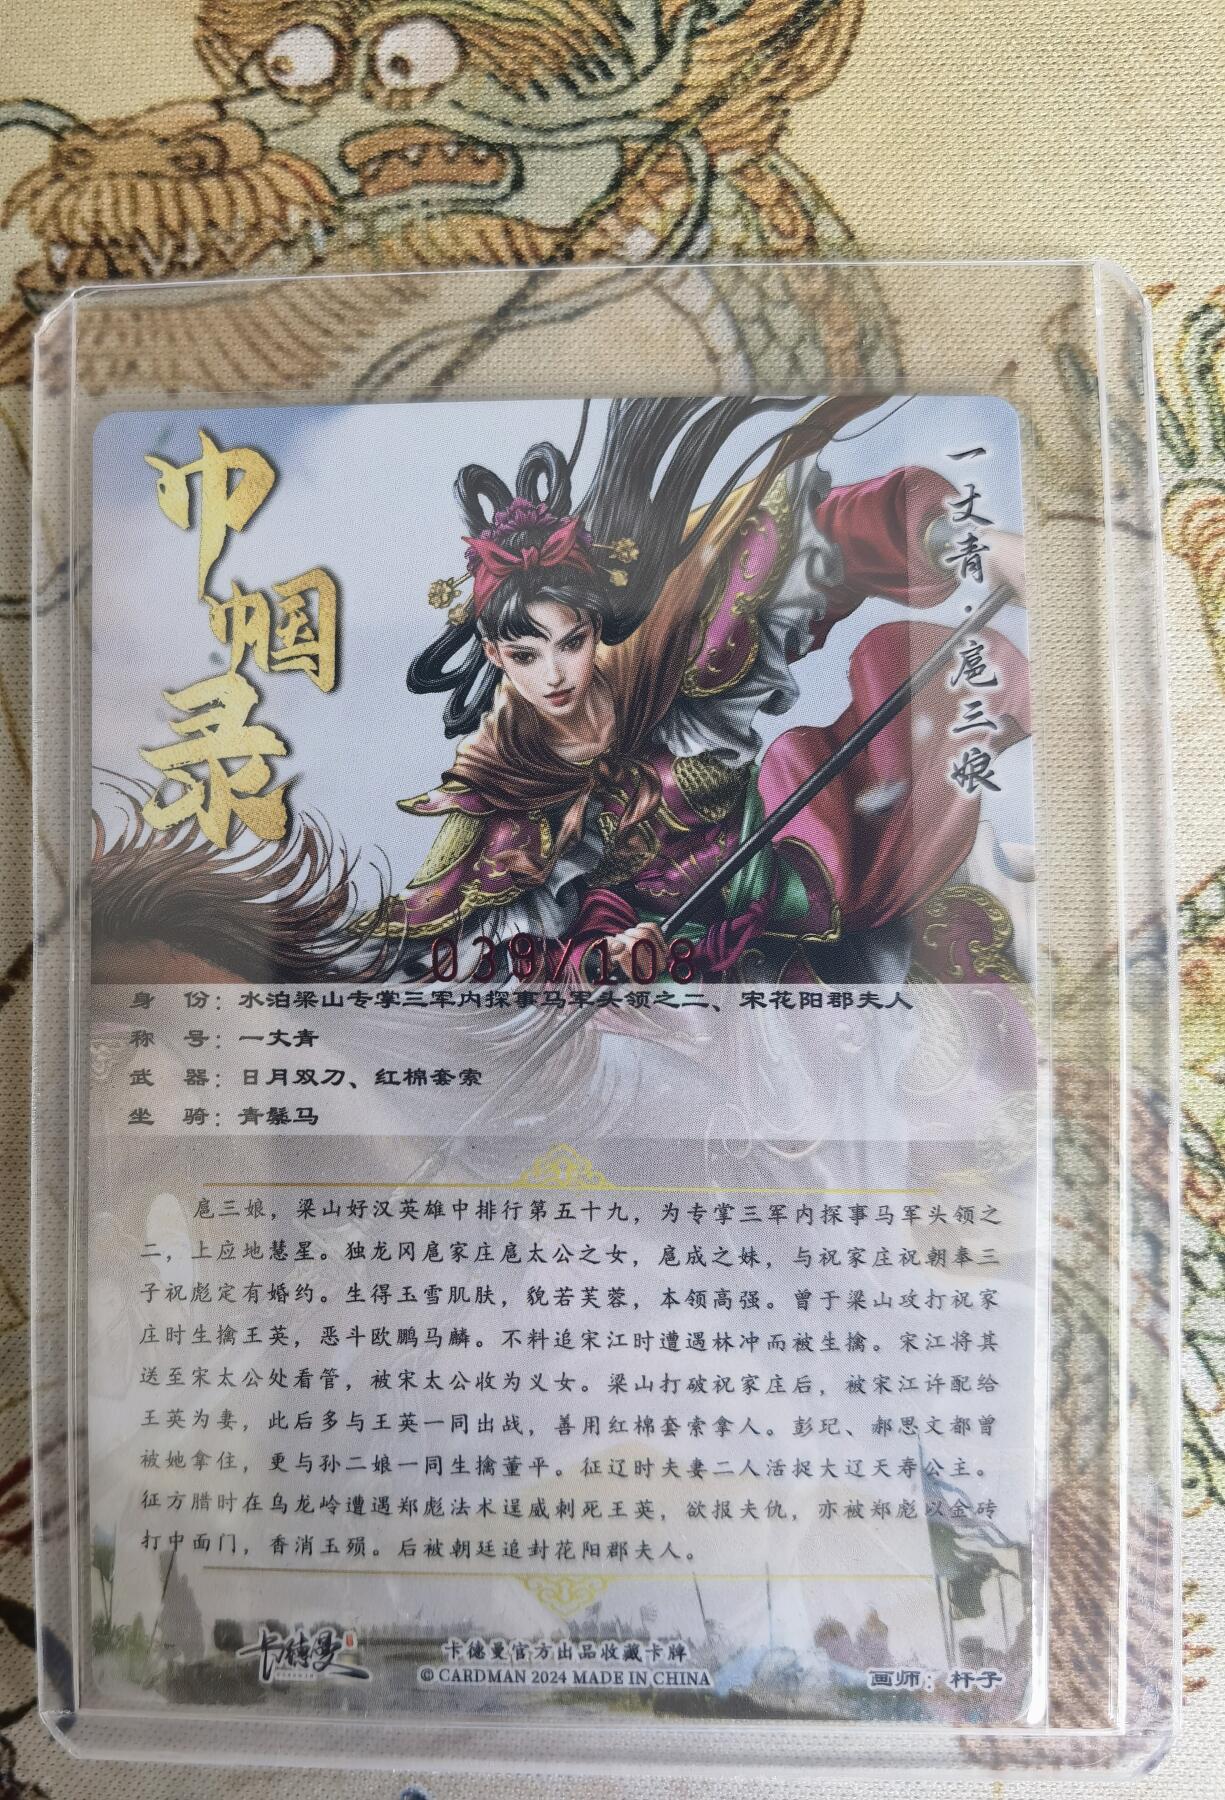 巾帼录
一丈青·扈三娘
039/108
身 份：水泊梁山专掌三军内探事马军头领之二、宋花阳郡夫人
称 号：一丈青
武 器：日月双刀、红棉套索
坐 骑：青鬃马
扈三娘，梁山好汉英雄中排行第五十九，为专掌三军内探事马军头领之
二，上应地慧星。独龙冈扈家庄扈太公之女，扈成之妹，与祝家庄祝朝奉三
子祝彪定有婚约。生得玉雪肌肤，貌若芙蓉，本领高强。曾于梁山攻打祝家
庄时生擒王英，恶斗欧鹏马麟。不料追宋江时遭遇林冲而被生擒。宋江将其
送至宋太公处看管，被宋太公收为义女。梁山打破祝家庄后，被宋江许配给
王英为妻，此后多与王英一同出战，善用红棉套索拿人。彭玘、郝思文都曾
被她拿住，更与孙二娘一同生擒董平。征辽时夫妻二人活捉大辽天寿公主。
征方腊时在乌龙岭遭遇郑彪法术逞威刺死王英，欲报夫仇，亦被郑彪以金砖
打中面门，香消玉殒。后被朝廷追封花阳郡夫人。
卡德曼
卡德曼官方出品收藏卡牌
© CARDMAN 2024 MADE IN CHINA
画师：杆子